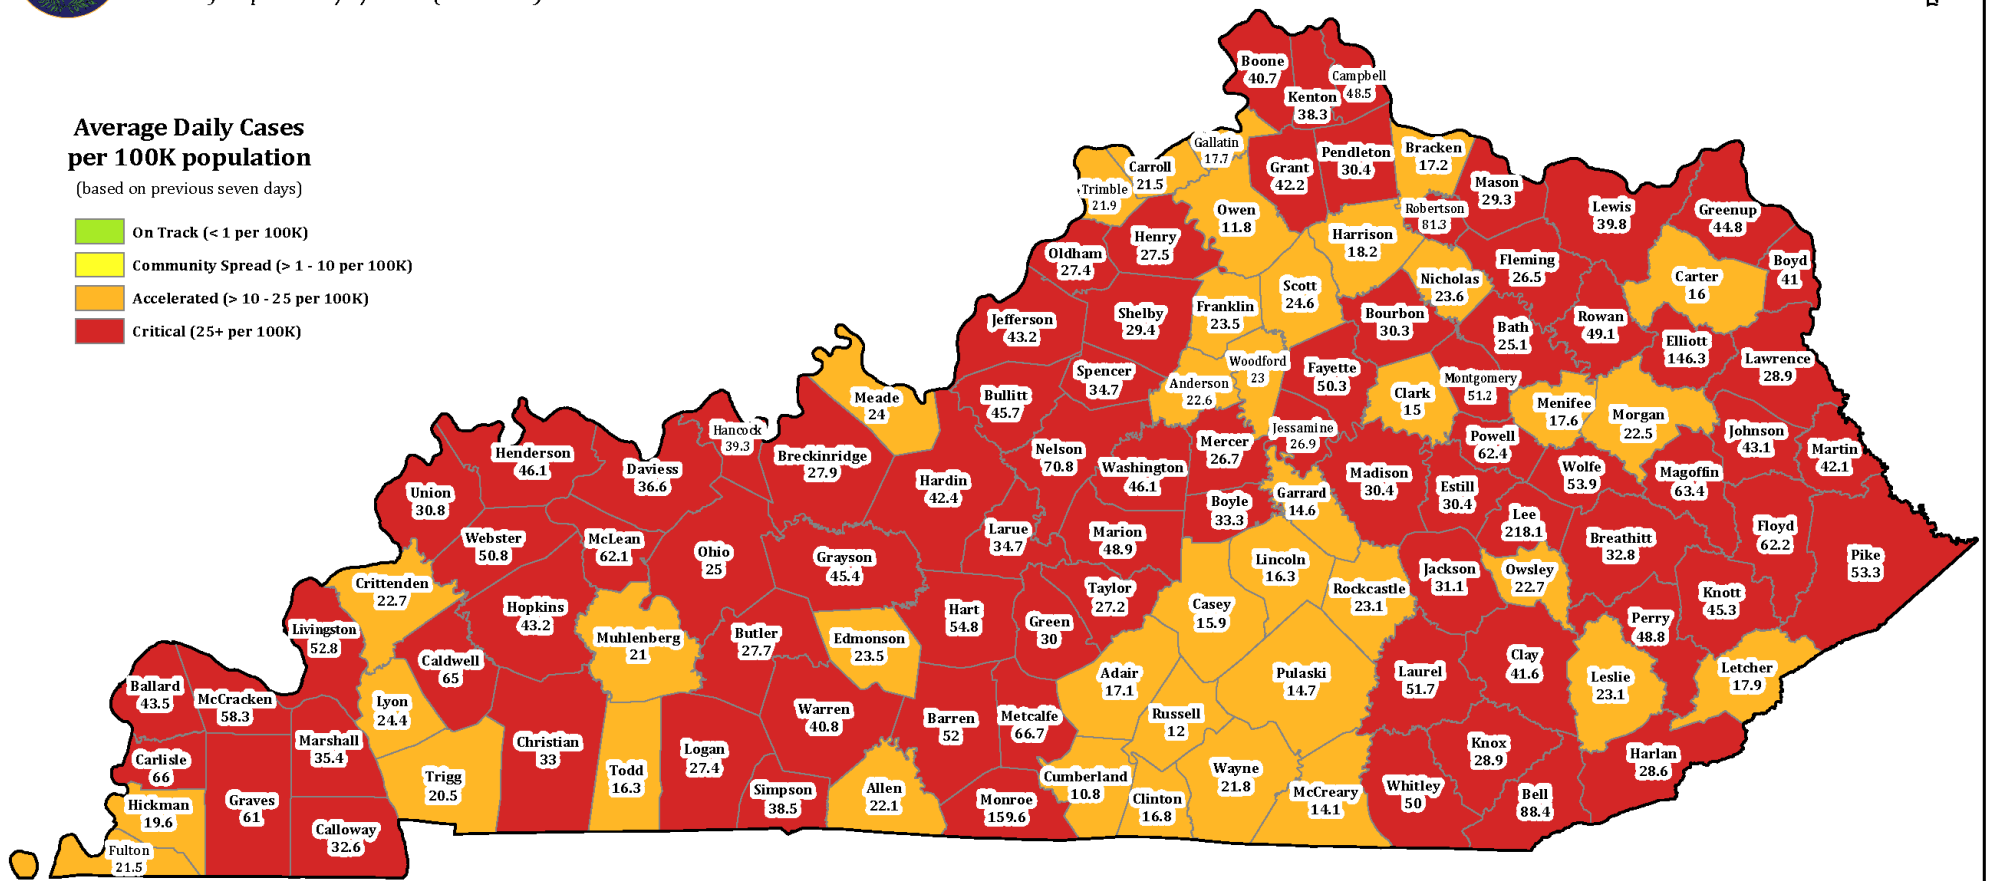 Average Daily Cases
per 100K population
(based on previous seven days)
On Track (< 1 per 100K)
Community Spread (> 1 - 10 per 100K)
Accelerated (> 10 - 25 per 100K)
Critical (25+ per 100K)
Boone
40.7
Kenton
38.3
Campbell
48.5
Gallatin
17.7
Carroll
21.5
Trimble
21.9
Grant
42.2
Pendleton
30.4
Bracken
17.2
Mason
29.3
Robertson
81.3
Lewis
39.8
Greenup
44.8
Boyd
41
Carter
16
Owen
11.8
Henry
27.5
Oldham
27.4
Harrison
18.2
Nicholas
23.6
Fleming
26.5
Scott
24.6
Franklin
23.5
Shelby
29.4
Jefferson
43.2
Bourbon
30.3
Bath
25.1
Rowan
49.1
Elliott
146.3
Lawrence
28.9
Woodford
23
Fayette
50.3
Anderson
22.6
Spencer
34.7
Bullitt
45.7
Meade
24
Clark
15
Montgomery
51.2
Menifee
17.6
Morgan
22.5
Johnson
43.1
Martin
42.1
Hancock
39.3
Breckinridge
27.9
Henderson
46.1
Daviess
36.6
Union
30.8
Hardin
42.4
Nelson
70.8
Washington
46.1
Mercer
26.7
Jessamine
26.9
Madison
30.4
Powell
62.4
Estill
30.4
Wolfe
53.9
Magoffin
63.4
Garrard
14.6
Boyle
33.3
Lee
218.1
Breathitt
32.8
Floyd
62.2
Pike
53.3
Webster
50.8
McLean
62.1
Ohio
25
Grayson
45.4
Larue
34.7
Marion
48.9
Lincoln
16.3
Rockcastle
23.1
Jackson
31.1
Owsley
22.7
Crittenden
22.7
Hopkins
43.2
Muhlenberg
21
Butler
27.7
Edmonson
23.5
Hart
54.8
Green
30
Taylor
27.2
Casey
15.9
Knott
45.3
Perry
48.8
Livingston
52.8
Caldwell
65
Clay
41.6
Laurel
51.7
Leslie
23.1
Letcher
17.9
Pulaski
14.7
Adair
17.1
Russell
12
Ballard
43.5
McCracken
58.3
Lyon
24.4
Warren
40.8
Barren
52
Metcalfe
66.7
Marshall
35.4
Carlisle
66
Christian
33
Todd
16.3
Logan
27.4
Trigg
20.5
Simpson
38.5
Allen
22.1
Monroe
159.6
Cumberland
10.8
Clinton
16.8
Wayne
21.8
McCreary
14.1
Whitley
50
Knox
28.9
Bell
88.4
Harlan
28.6
Hickman
19.6
Graves
61
Calloway
32.6
Fulton
21.5